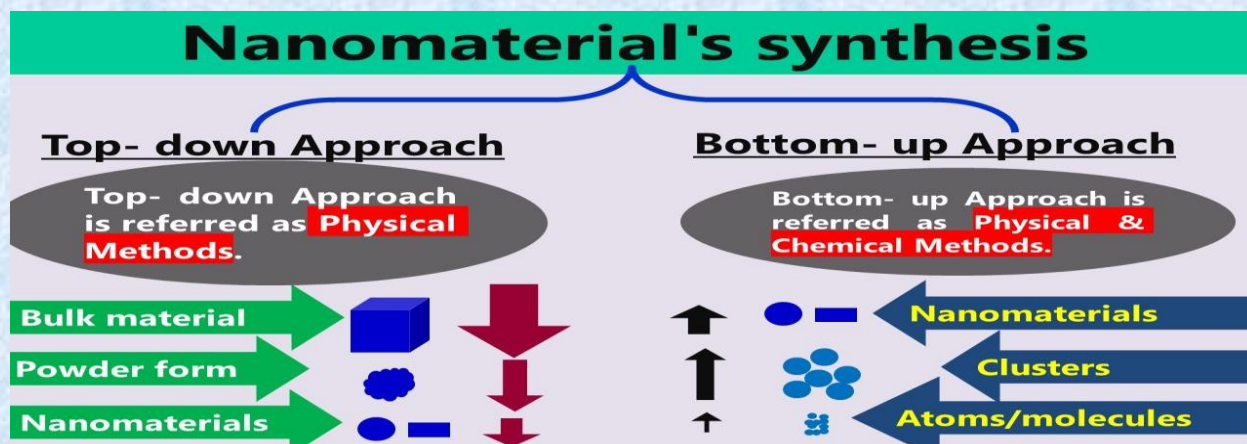 Nanomaterial's synthesis
Top- down Approach
Top- down Approach
is referred as Physical
Methods.
Bulk material
Powder form
Nanomaterials
Bottom- up Approach
Bottom- up Approach is
referred as Physical &
Chemical Methods.
Nanomaterials
Clusters
Atoms/molecules